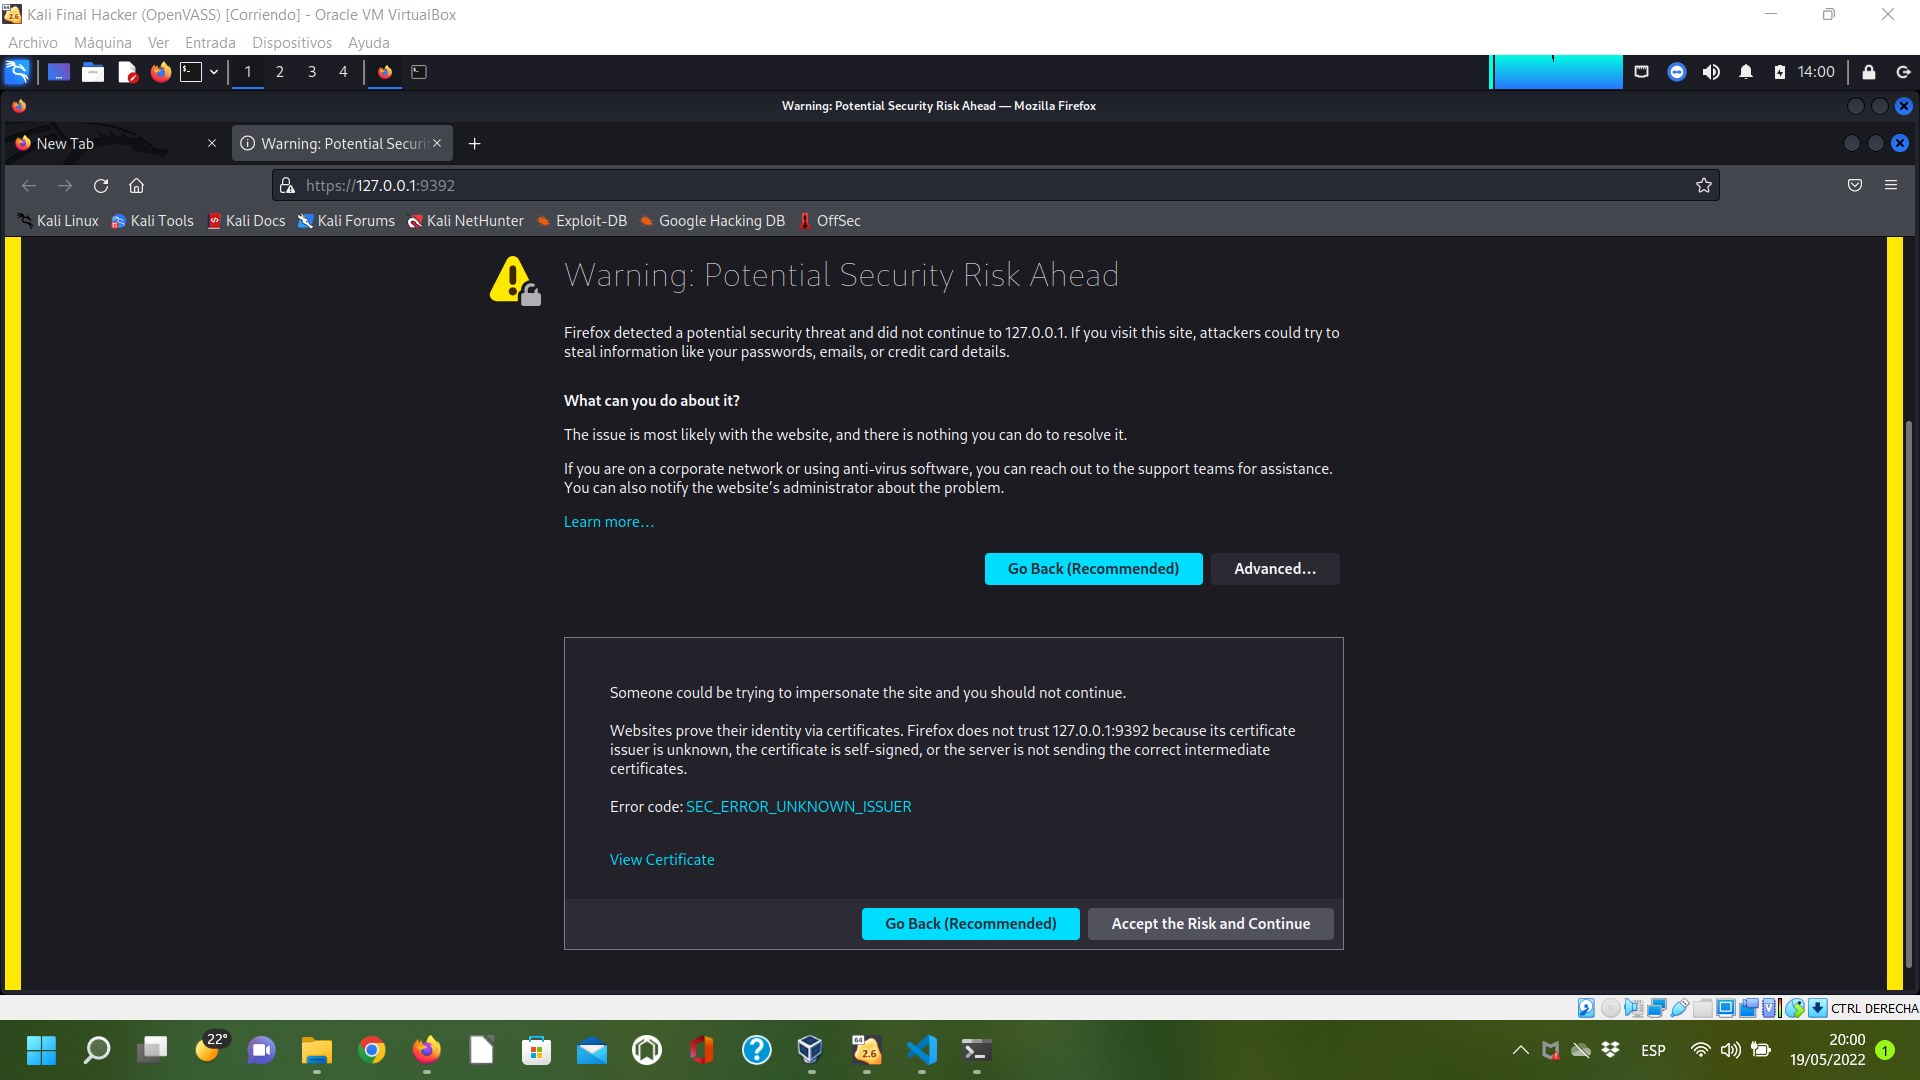 Kali Final Hacker (OpenVASS) [Corriendo] - Oracle VM VirtualBox
Archivo Máquina Ver Entrada Dispositivos Ayuda
1 2 3 4 14:00
Warning: Potential Security Risk Ahead — Mozilla Firefox
New Tab Warning: Potential Securi
https://127.0.0.1:9392
Kali Linux Kali Tools Kali Docs Kali Forums Kali NetHunter Exploit-DB Google Hacking DB OffSec
Warning: Potential Security Risk Ahead
Firefox detected a potential security threat and did not continue to 127.0.0.1. If you visit this site, attackers could try to
steal information like your passwords, emails, or credit card details.
What can you do about it?
The issue is most likely with the website, and there is nothing you can do to resolve it.
If you are on a corporate network or using anti-virus software, you can reach out to the support teams for assistance.
You can also notify the website’s administrator about the problem.
Learn more…
Go Back (Recommended) Advanced…
Someone could be trying to impersonate the site and you should not continue.
Websites prove their identity via certificates. Firefox does not trust 127.0.0.1:9392 because its certificate
issuer is unknown, the certificate is self-signed, or the server is not sending the correct intermediate
certificates.
Error code: SEC_ERROR_UNKNOWN_ISSUER
View Certificate
Go Back (Recommended) Accept the Risk and Continue
CTRL DERECHA
22°
64
2.6
ESP
20:00
19/05/2022
1